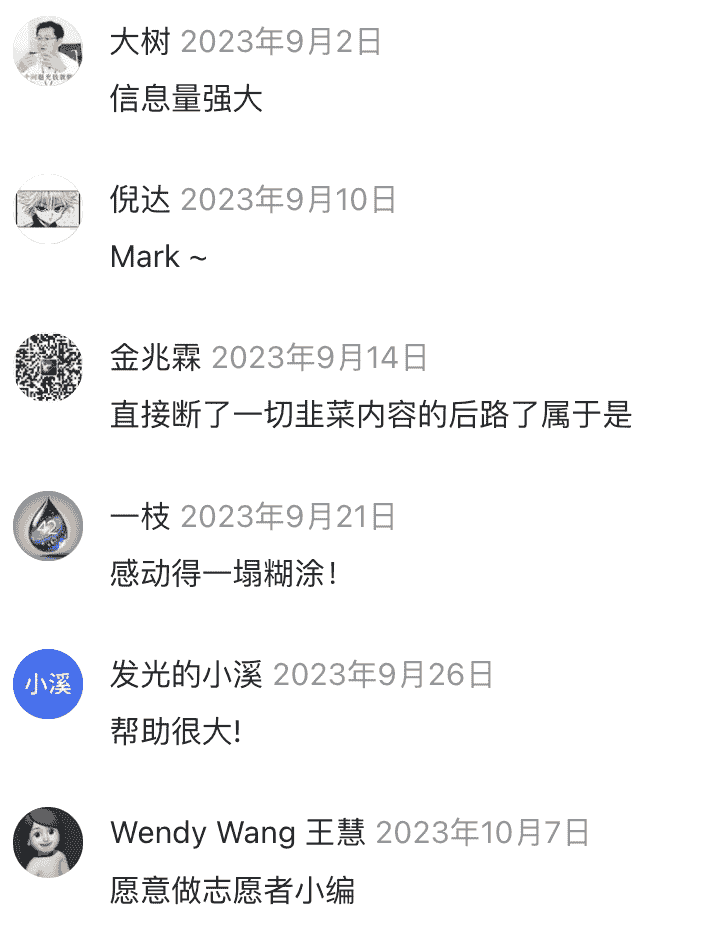 大树 2023年9月2日
信息量强大
倪达 2023年9月10日
Mark ~
金兆霖 2023年9月14日
直接断了一切韭菜内容的后路了属于是
一枝 2023年9月21日
42
感动得一塌糊涂！
发光的小溪 2023年9月26日
小溪
帮助很大!
Wendy Wang 王慧 2023年10月7日
愿意做志愿者小编